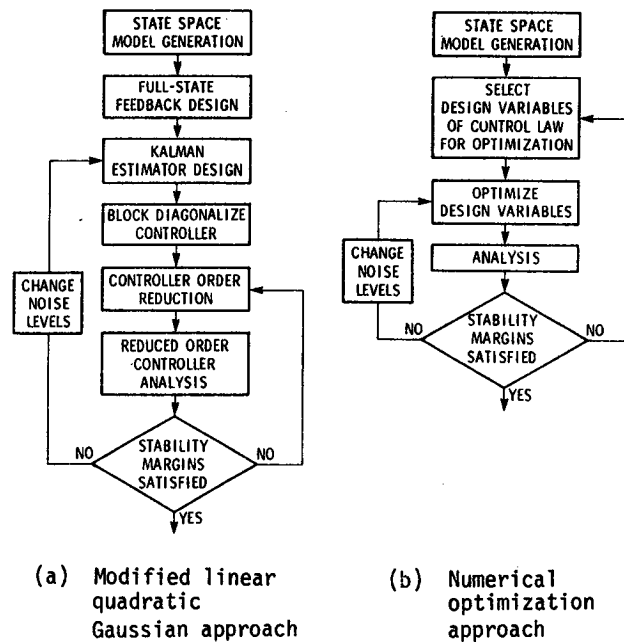 STATE SPACE
MODEL GENERATION
FULL-STATE
FEEDBACK DESIGN
KALMAN
ESTIMATOR DESIGN
BLOCK DIAGONALIZE
CONTROLLER
CHANGE
NOISE
LEVELS
CONTROLLER ORDER
REDUCTION
REDUCED ORDER
CONTROLLER
ANALYSIS
NO
STABILITY
MARGINS
SATISFIED
NO
YES
(a) Modified linear
quadratic
Gaussian approach
STATE SPACE
MODEL GENERATION
SELECT
DESIGN VARIABLES
OF CONTROL LAW
FOR OPTIMIZATION
OPTIMIZE
DESIGN VARIABLES
CHANGE
NOISE
LEVELS
ANALYSIS
NO
STABILITY
MARGINS
SATISFIED
NO
YES
(b) Numerical
optimization
approach